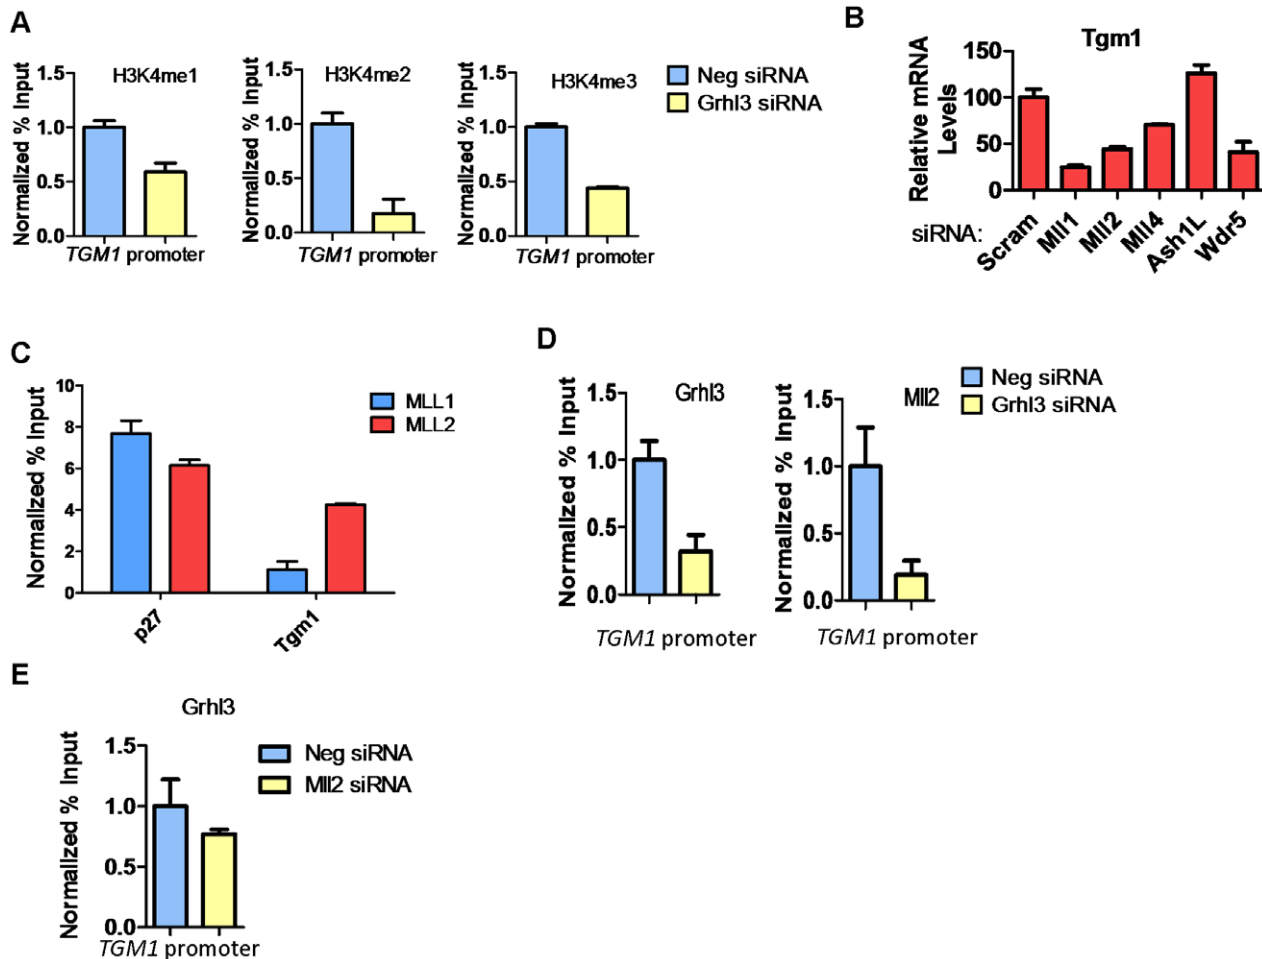 A
H3K4me1
Normalized % Input
1.5
1.0
0.5
0.0
TGM1 promoter
H3K4me2
Normalized % Input
1.5
1.0
0.5
0.0
TGM1 promoter
H3K4me3
Normalized % Input
1.5
1.0
0.5
0.0
TGM1 promoter
Neg siRNA
Grhl3 siRNA
B
Tgm1
Relative mRNA
Levels
150
100
50
0
siRNA:
Scram
Mll1
Mll2
Mll4
Ash1L
Wdr5
C
Normalized % Input
10
8
6
4
2
0
p27
Tgm1
MLL1
MLL2
D
Grhl3
Normalized % Input
1.5
1.0
0.5
0.0
TGM1 promoter
Mll2
Normalized % Input
1.5
1.0
0.5
0.0
TGM1 promoter
Neg siRNA
Grhl3 siRNA
E
Grhl3
Normalized % Input
1.5
1.0
0.5
0.0
TGM1 promoter
Neg siRNA
Mll2 siRNA